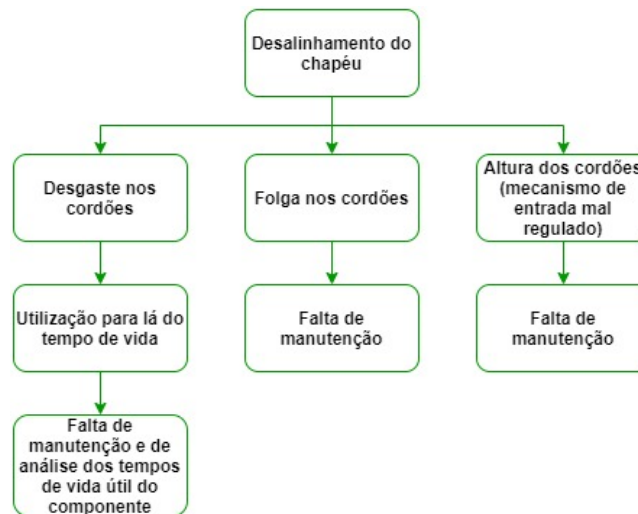 Desalinhamento do
chapéu
Desgaste nos
cordões
Folga nos cordões
Altura dos cordões
(mecanismo de
entrada mal
regulado)
Utilização para lá do
tempo de vida
Falta de
manutenção
Falta de
manutenção
Falta de
manutenção e de
análise dos tempos
de vida útil do
componente